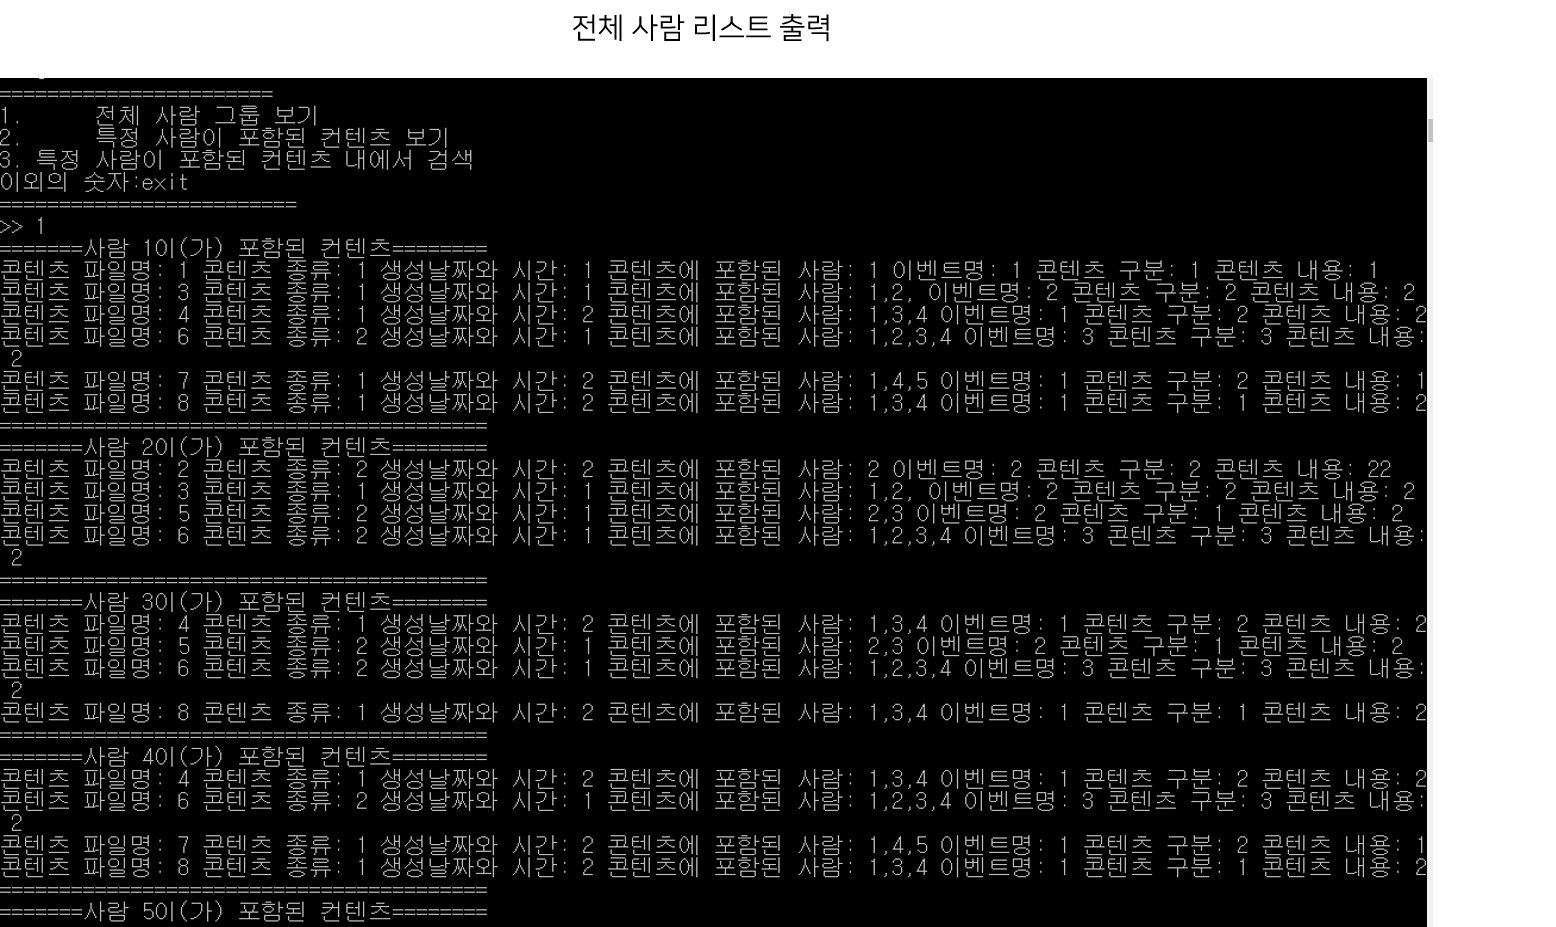 전체 사람 리스트 출력
=======================
1.      전체 사람 그룹 보기
2.      특정 사람이 포함된 컨텐츠 보기
3. 특정 사람이 포함된 컨텐츠 내에서 검색
이외의 숫자:exit
=========================
>> 1
=======사람 1이(가) 포함된 컨텐츠========
콘텐츠 파일명: 1 콘텐츠 종류: 1 생성날짜와 시간: 1 콘텐츠에 포함된 사람: 1 이벤트명: 1 콘텐츠 구분: 1 콘텐츠 내용: 1
콘텐츠 파일명: 3 콘텐츠 종류: 1 생성날짜와 시간: 1 콘텐츠에 포함된 사람: 1,2, 이벤트명: 2 콘텐츠 구분: 2 콘텐츠 내용: 2
콘텐츠 파일명: 4 콘텐츠 종류: 1 생성날짜와 시간: 2 콘텐츠에 포함된 사람: 1,3,4 이벤트명: 1 콘텐츠 구분: 2 콘텐츠 내용: 2
콘텐츠 파일명: 6 콘텐츠 종류: 2 생성날짜와 시간: 1 콘텐츠에 포함된 사람: 1,2,3,4 이벤트명: 3 콘텐츠 구분: 3 콘텐츠 내용:
2
콘텐츠 파일명: 7 콘텐츠 종류: 1 생성날짜와 시간: 2 콘텐츠에 포함된 사람: 1,4,5 이벤트명: 1 콘텐츠 구분: 2 콘텐츠 내용: 1
콘텐츠 파일명: 8 콘텐츠 종류: 1 생성날짜와 시간: 2 콘텐츠에 포함된 사람: 1,3,4 이벤트명: 1 콘텐츠 구분: 1 콘텐츠 내용: 2
=========================================
=======사람 2이(가) 포함된 컨텐츠========
콘텐츠 파일명: 2 콘텐츠 종류: 2 생성날짜와 시간: 2 콘텐츠에 포함된 사람: 2 이벤트명: 2 콘텐츠 구분: 2 콘텐츠 내용: 22
콘텐츠 파일명: 3 콘텐츠 종류: 1 생성날짜와 시간: 1 콘텐츠에 포함된 사람: 1,2, 이벤트명: 2 콘텐츠 구분: 2 콘텐츠 내용: 2
콘텐츠 파일명: 5 콘텐츠 종류: 2 생성날짜와 시간: 1 콘텐츠에 포함된 사람: 2,3 이벤트명: 2 콘텐츠 구분: 1 콘텐츠 내용: 2
콘텐츠 파일명: 6 콘텐츠 종류: 2 생성날짜와 시간: 1 콘텐츠에 포함된 사람: 1,2,3,4 이벤트명: 3 콘텐츠 구분: 3 콘텐츠 내용:
2
=========================================
=======사람 3이(가) 포함된 컨텐츠========
콘텐츠 파일명: 4 콘텐츠 종류: 1 생성날짜와 시간: 2 콘텐츠에 포함된 사람: 1,3,4 이벤트명: 1 콘텐츠 구분: 2 콘텐츠 내용: 2
콘텐츠 파일명: 5 콘텐츠 종류: 2 생성날짜와 시간: 1 콘텐츠에 포함된 사람: 2,3 이벤트명: 2 콘텐츠 구분: 1 콘텐츠 내용: 2
콘텐츠 파일명: 6 콘텐츠 종류: 2 생성날짜와 시간: 1 콘텐츠에 포함된 사람: 1,2,3,4 이벤트명: 3 콘텐츠 구분: 3 콘텐츠 내용:
2
콘텐츠 파일명: 8 콘텐츠 종류: 1 생성날짜와 시간: 2 콘텐츠에 포함된 사람: 1,3,4 이벤트명: 1 콘텐츠 구분: 1 콘텐츠 내용: 2
=========================================
=======사람 4이(가) 포함된 컨텐츠========
콘텐츠 파일명: 4 콘텐츠 종류: 1 생성날짜와 시간: 2 콘텐츠에 포함된 사람: 1,3,4 이벤트명: 1 콘텐츠 구분: 2 콘텐츠 내용: 2
콘텐츠 파일명: 6 콘텐츠 종류: 2 생성날짜와 시간: 1 콘텐츠에 포함된 사람: 1,2,3,4 이벤트명: 3 콘텐츠 구분: 3 콘텐츠 내용:
2
콘텐츠 파일명: 7 콘텐츠 종류: 1 생성날짜와 시간: 2 콘텐츠에 포함된 사람: 1,4,5 이벤트명: 1 콘텐츠 구분: 2 콘텐츠 내용: 1
콘텐츠 파일명: 8 콘텐츠 종류: 1 생성날짜와 시간: 2 콘텐츠에 포함된 사람: 1,3,4 이벤트명: 1 콘텐츠 구분: 1 콘텐츠 내용: 2
=========================================
=======사람 5이(가) 포함된 컨텐츠========